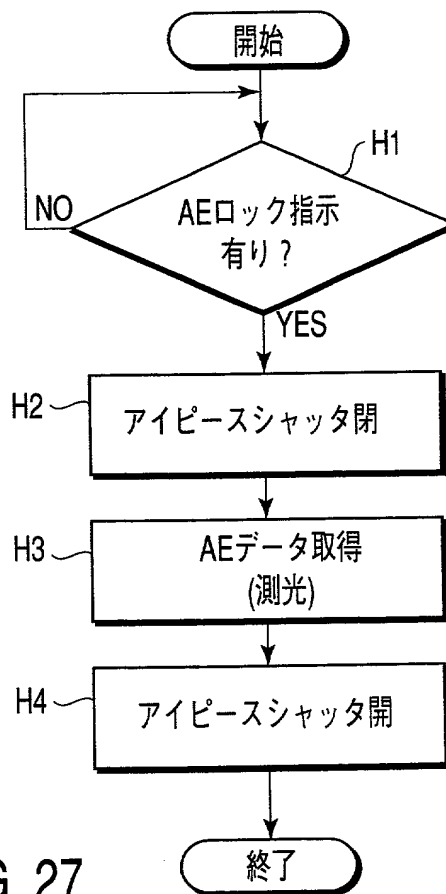 開始
H1
NO
AEロック指示
有り?
YES
H2
アイピースシャッタ閉
H3
AEデータ取得
(測光)
H4
アイピースシャッタ開
終了
27